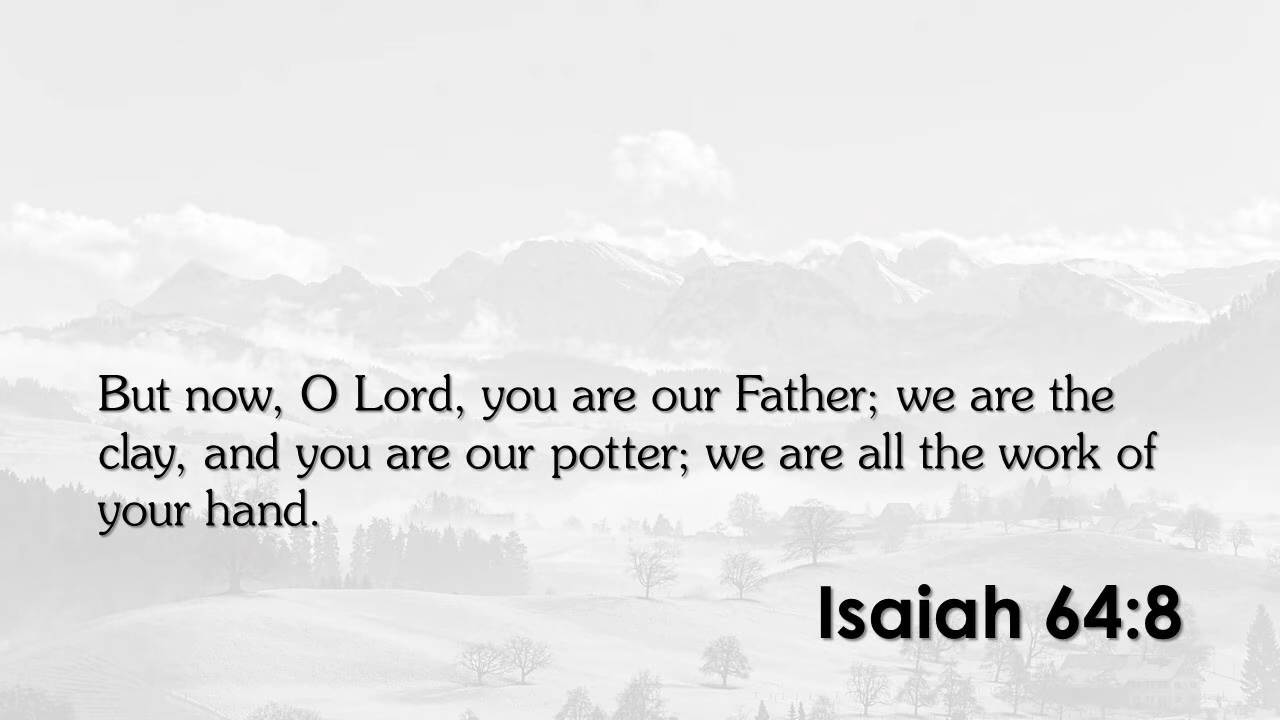 But now, O Lord, you are our Father; we are the
clay, and you are our potter; we are all the work of
your hand.
Isaiah 64:8